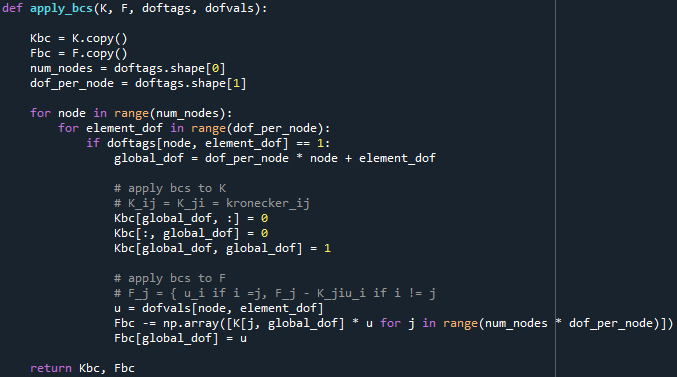 def apply_bcs(K, F, doftags, dofvals):
Kbc = K.copy()
Fbc = F.copy()
num_nodes = doftags.shape[0]
dof_per_node = doftags.shape[1]
for node in range(num_nodes):
for element_dof in range(dof_per_node):
if doftags[node, element_dof] == 1:
global_dof = dof_per_node * node + element_dof
# apply bcs to K
# K_ij = K_ji = kronecker_ij
Kbc[global_dof, :] = 0
Kbc[:, global_dof] = 0
Kbc[global_dof, global_dof] = 1
# apply bcs to F
# F_j = { u_i if i =j, F_j - K_jiu_i if i != j
u = dofvals[node, element_dof]
Fbc -= np.array([K[j, global_dof] * u for j in range(num_nodes * dof_per_node)])
Fbc[global_dof] = u
return Kbc, Fbc